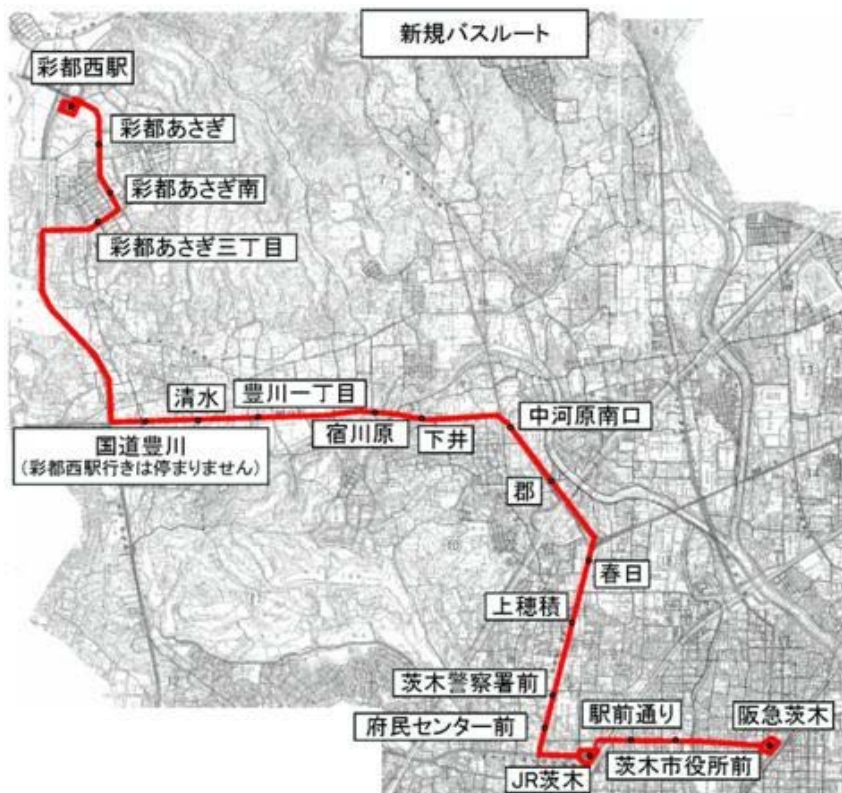 新規バスルート
彩都西駅
彩都あさぎ
彩都あさぎ南
彩都あさぎ三丁目
国道豊川
（彩都西駅行きは停まりません）
清水
豊川一丁目
宿川原
下井
中河原南口
郡
春日
上穂積
茨木警察署前
府民センター前
JR茨木
駅前通り
茨木市役所前
阪急茨木